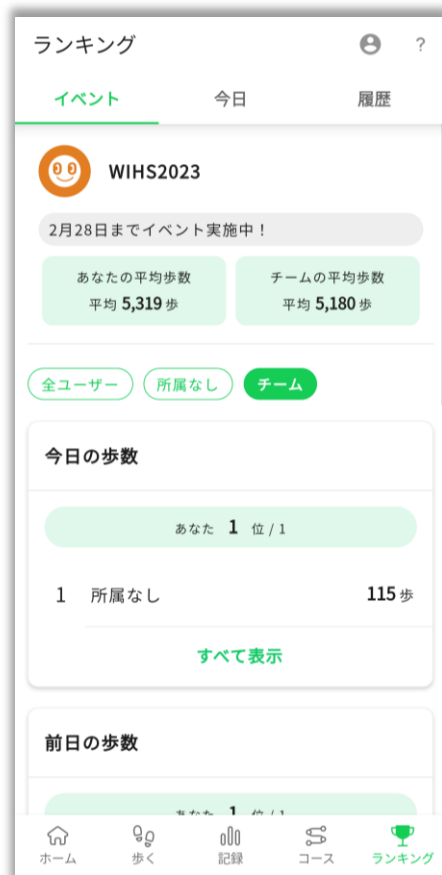 ランキング ?
イベント 今日 履歴
WIHS2023
2月28日までイベント実施中！
あなたの平均歩数 チームの平均歩数
平均 5,319 歩 平均 5,180 歩
全ユーザー 所属なし チーム
今日の歩数
あなた 1 位 / 1
1 所属なし 115 歩
すべて表示
前日の歩数
あなた 1 位 / 1
ホーム 歩く 記録 コース ランキング